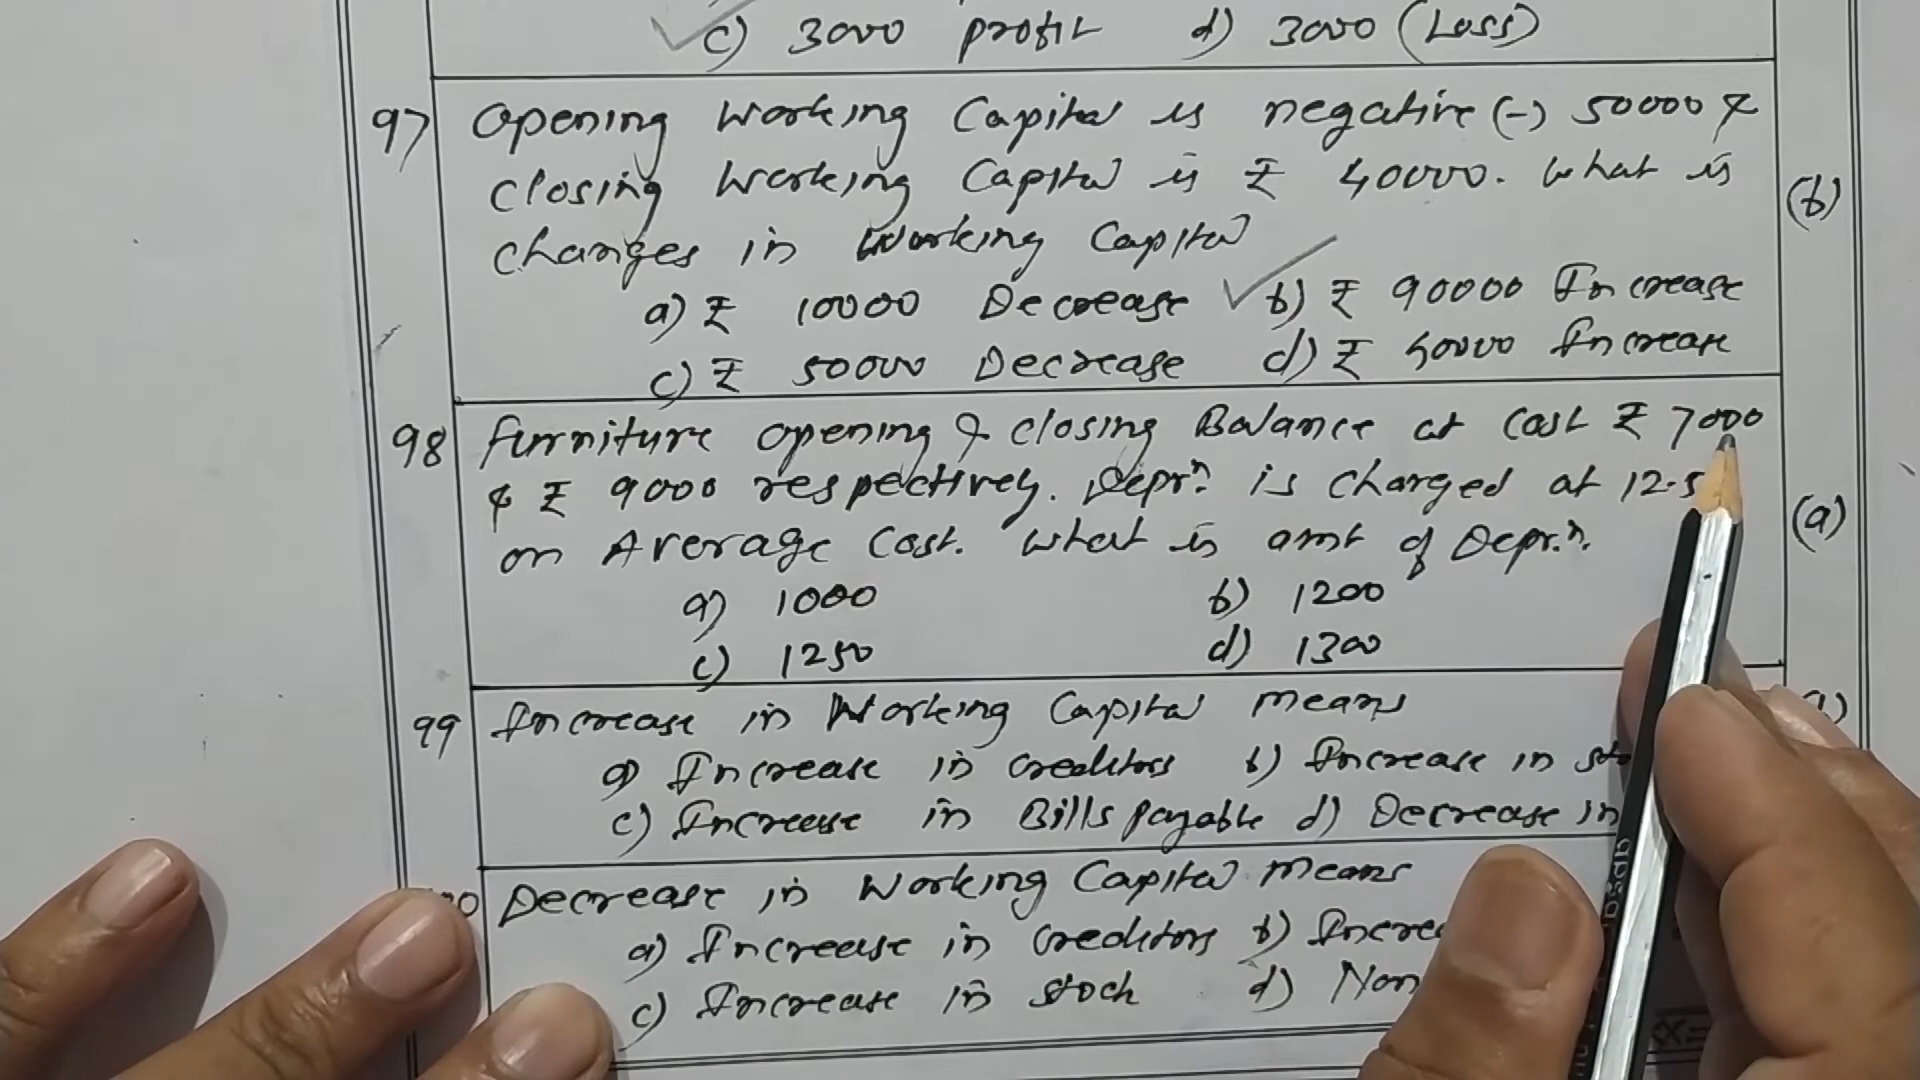 c) 3000 profit d) 3000 (Loss)
97 Opening Working Capital is negative (-) 50000 &
Closing Working Capital is ₹ 40000. What is
changes in Working Capital
(b)
a) ₹ 10000 Decrease b) ₹ 90000 Increase
c) ₹ 50000 Decrease d) ₹ 40000 Increase
98 furniture opening & closing Balance at cost ₹ 7000
& ₹ 9000 respectively. Deprn. is charged at 12.5
on Average Cost. What is amt of Depr.n.
(a)
a) 1000 b) 1200
c) 1250 d) 1300
99 Increase in Working Capital means
a) Increase in creditors b) Increase in
c) Increase in Bills payable d) Decrease in
Decrease in Working Capital means
a) Increase in creditors b)
c) Increase in stock d)